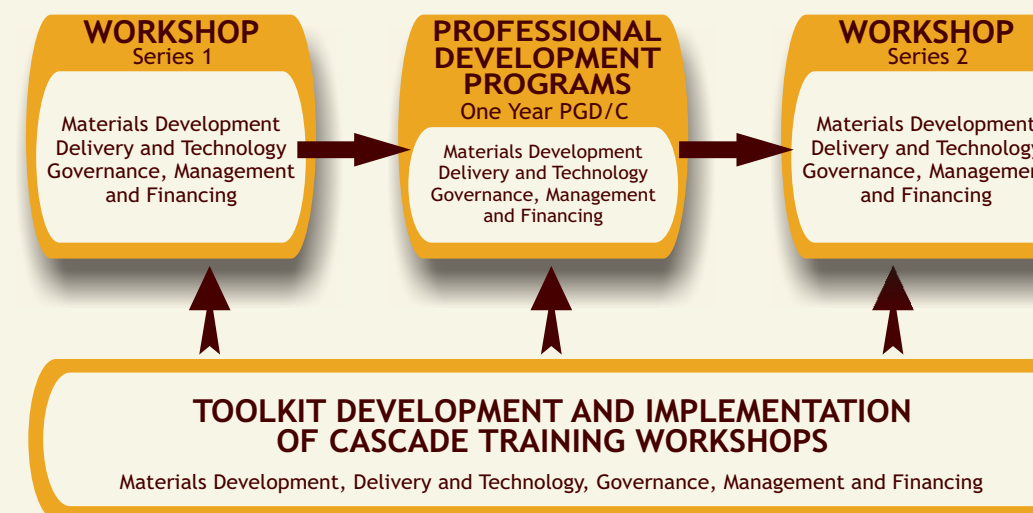 WORKSHOP
Series 1
Materials Development
Delivery and Technology
Governance, Management
and Financing
PROFESSIONAL
DEVELOPMENT
PROGRAMS
One Year PGD/C
Materials Development
Delivery and Technology
Governance, Management
and Financing
WORKSHOP
Series 2
Materials Development
Delivery and Technology
Governance, Managemen
and Financing
TOOLKIT DEVELOPMENT AND IMPLEMENTATION
OF CASCADE TRAINING WORKSHOPS
Materials Development, Delivery and Technology, Governance, Management and Financing